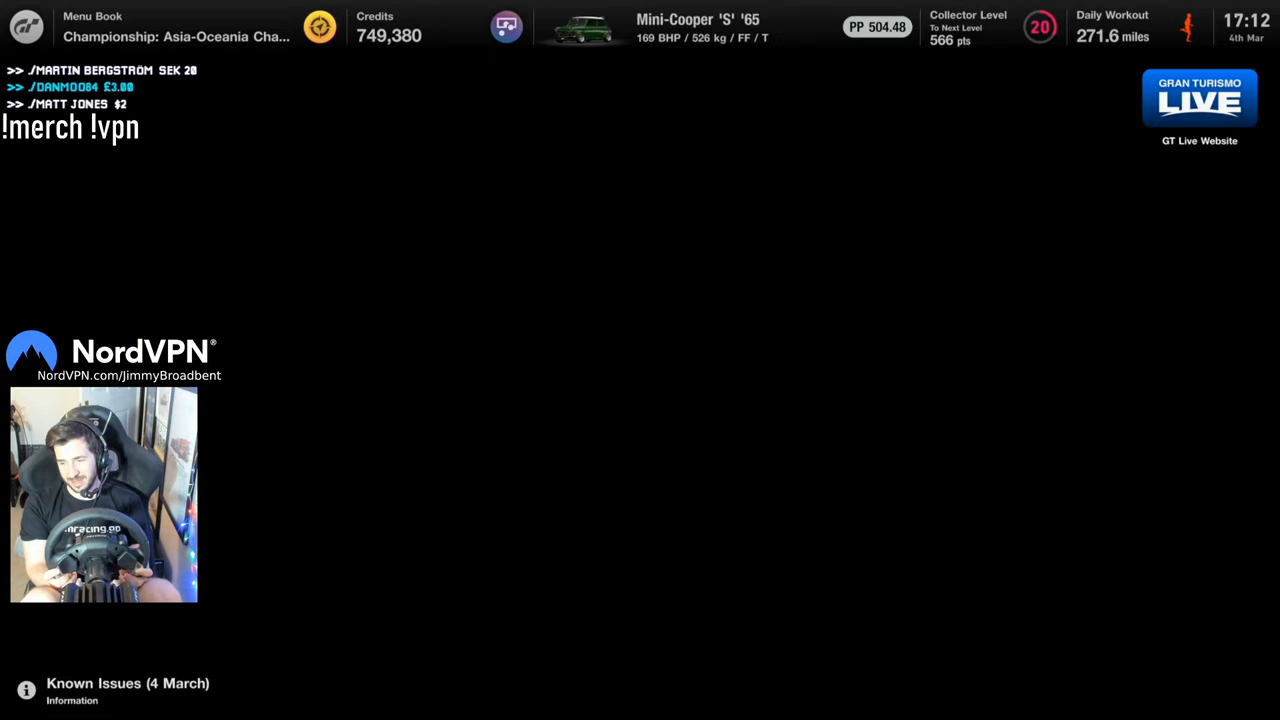 Menu Book
Championship: Asia-Oceania Cha...
Credits
749,380
Mini-Cooper 'S' '65
169 BHP / 526 kg / FF / T
PP 504.48
Collector Level
To Next Level
566 pts
20
Daily Workout
271.6 miles
17:12
4th Mar
>> ./MARTIN BERGSTRÖM SEK 20
>> ./DANMOO84 £3.00
>> ./MATT JONES $2
!merch !vpn
GRAN TURISMO
LIVE
GT Live Website
NordVPN®
NordVPN.com/JimmyBroadbent
Known Issues (4 March)
Information